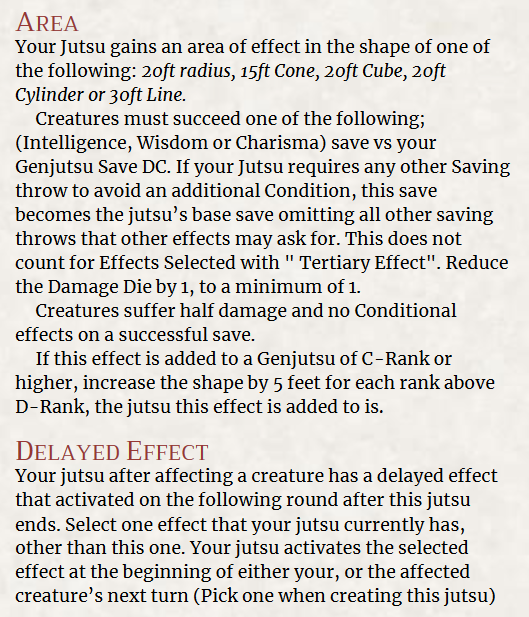 AREA
Your Jutsu gains an area of effect in the shape of one of
the following: 20ft radius, 15ft Cone, 20ft Cube, 20ft
Cylinder or 30ft Line.
Creatures must succeed one of the following;
(Intelligence, Wisdom or Charisma) save vs your
Genjutsu Save DC. If your Jutsu requires any other Saving
throw to avoid an additional Condition, this save
becomes the jutsu's base save omitting all other saving
throws that other effects may ask for. This does not
count for Effects Selected with " Tertiary Effect". Reduce
the Damage Die by 1, to a minimum of 1.
Creatures suffer half damage and no Conditional
effects on a successful save.
If this effect is added to a Genjutsu of C-Rank or
higher, increase the shape by 5 feet for each rank above
D-Rank, the jutsu this effect is added to is.
DELAYED EFFECT
Your jutsu after affecting a creature has a delayed effect
that activated on the following round after this jutsu
ends. Select one effect that your jutsu currently has,
other than this one. Your jutsu activates the selected
effect at the beginning of either your, or the affected
creature's next turn (Pick one when creating this jutsu)